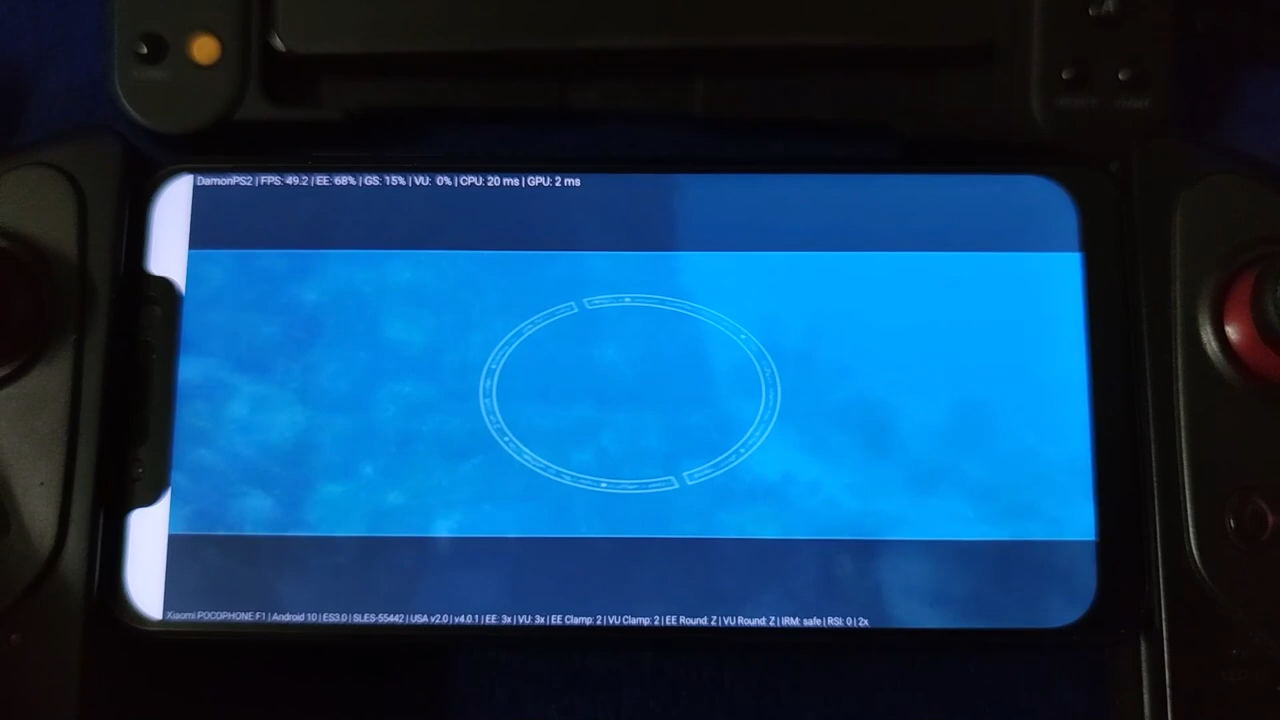 DamonPS2 | FPS: 49.2 | EE: 68% | GS: 15% | VU: 0% | CPU: 20 ms | GPU: 2 ms
Xiaomi POCOPHONE F1 | Android 10 | ES3.0 | SLES-55442 | USA v2.0 | v4.0.1 | EE: 3x | VU: 3x | EE Clamp: 2 | VU Clamp: 2 | EE Round: Z | VU Round: Z | IRM: safe | RSI: 0 | 2x